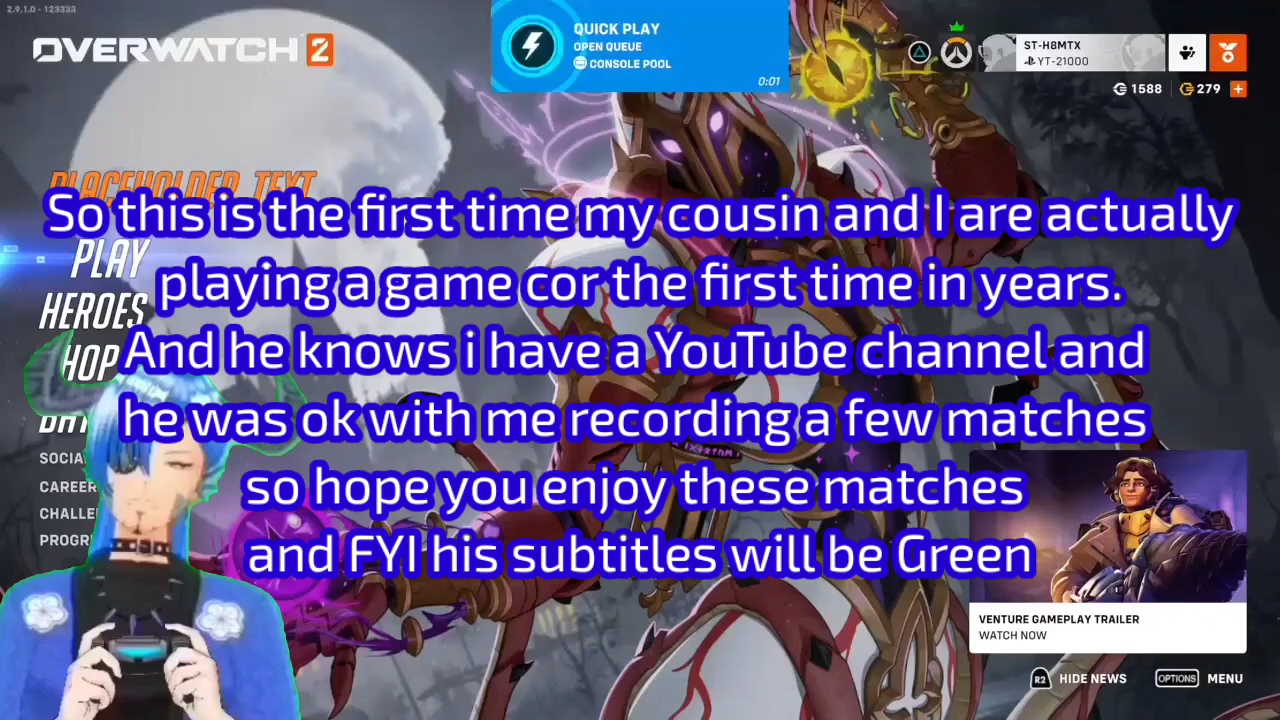 2.9.1.0 - 123333
OVERWATCH 2
QUICK PLAY
OPEN QUEUE
CONSOLE POOL
0:01
ST-H8MTX
YT-21000
1588
279
PLACEHOLDER TEXT
So this is the first time my cousin and I are actually
playing a game cor the first time in years.
And he knows i have a YouTube channel and
he was ok with me recording a few matches
so hope you enjoy these matches
and FYI his subtitles will be Green
PLAY
HEROES
SOCIA
CAREER
CHALLE
PROGR
VENTURE GAMEPLAY TRAILER
WATCH NOW
R2 HIDE NEWS
OPTIONS MENU